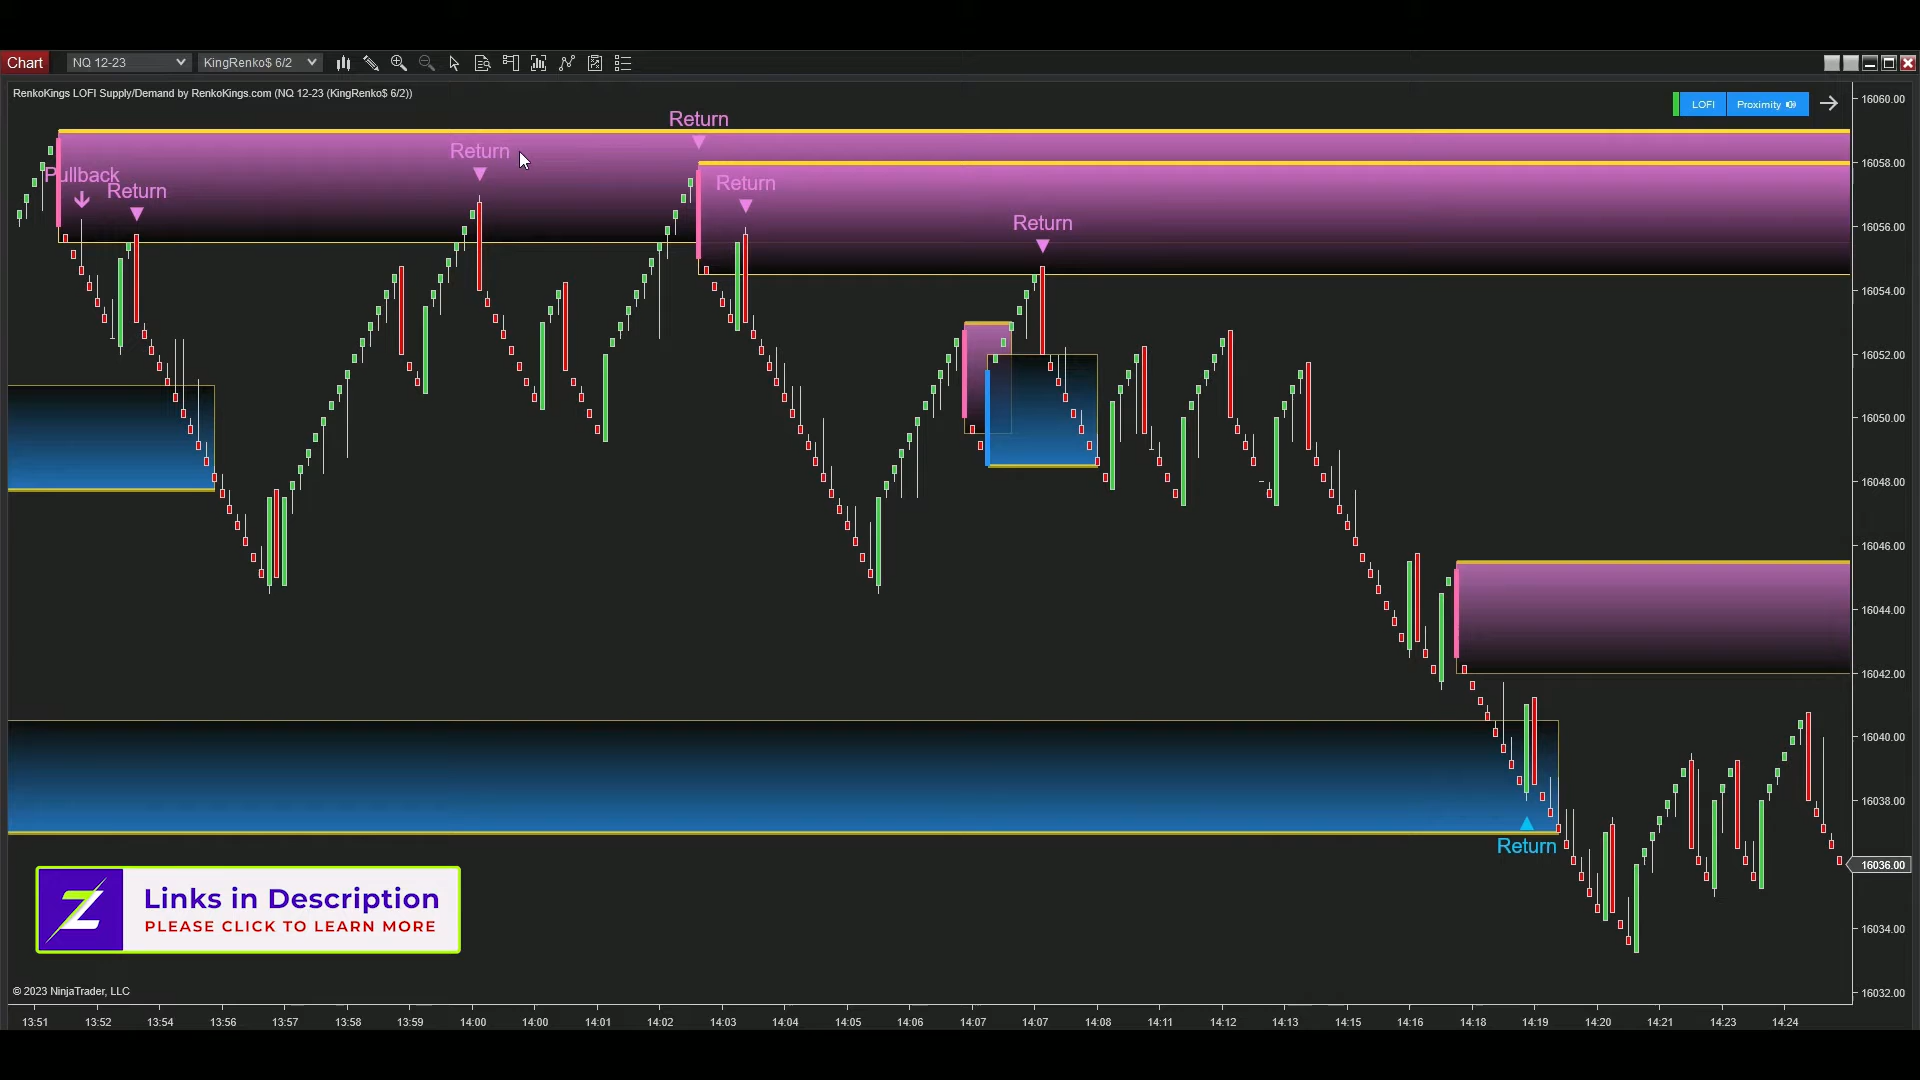 Chart
NQ 12-23
KingRenko$ 6/2
RenkoKings LOFI Supply/Demand by RenkoKings.com (NQ 12-23 (KingRenko$ 6/2))
LOFI
Proximity
16060.00
Return
Return
16058.00
Pullback
Return
Return
Return
16056.00
16054.00
16052.00
16050.00
16048.00
16046.00
16044.00
16042.00
16040.00
16038.00
Return
16036.00
Links in Description
PLEASE CLICK TO LEARN MORE
16034.00
© 2023 NinjaTrader, LLC
16032.00
13:51 13:52 13:54 13:56 13:57 13:58 13:59 14:00 14:00 14:01 14:02 14:03 14:04 14:05 14:06 14:07 14:07 14:08 14:11 14:12 14:13 14:15 14:16 14:18 14:19 14:20 14:21 14:23 14:24